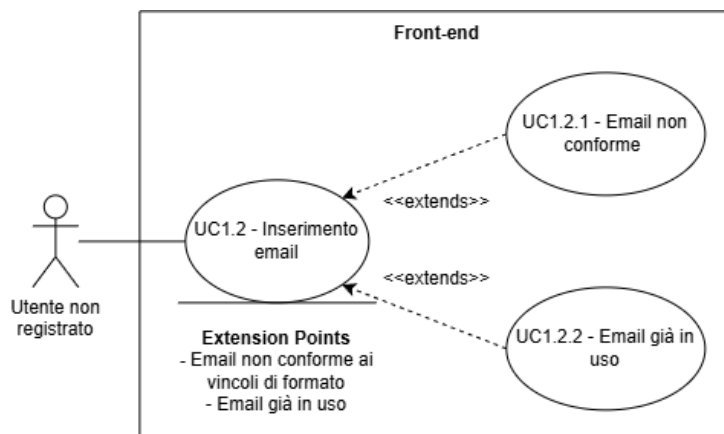 Front-end
UC1.2.1 - Email non
conforme
<<extends>>
UC1.2 - Inserimento
email
<<extends>>
Utente non
registrato
UC1.2.2 - Email già in
uso
Extension Points
- Email non conforme ai
vincoli di formato
- Email già in uso